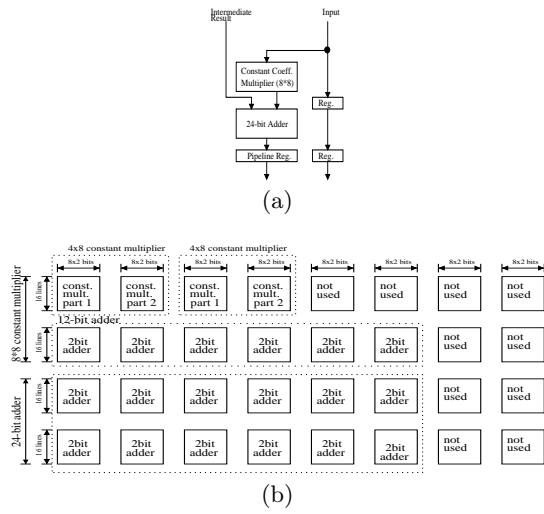 Intermediate
Result
Input
Constant Coeff.
Multiplier (8*8)
Reg.
24-bit Adder
Pipeline Reg.
Reg.
(a)
4x8 constant multiplier
4x8 constant multiplier
8x2 bits
8x2 bits
8x2 bits
8x2 bits
8x2 bits
8x2 bits
8x2 bits
8x2 bits
8*8 constant multiplier
16 lines
const.
mult.
part 1
const.
mult.
part 2
const.
mult.
part 1
const.
mult.
part 2
not
used
not
used
not
used
not
used
12-bit adder
16 lines
2bit
adder
2bit
adder
2bit
adder
2bit
adder
2bit
adder
2bit
adder
not
used
not
used
24-bit adder
16 lines
2bit
adder
2bit
adder
2bit
adder
2bit
adder
2bit
adder
2bit
adder
not
used
not
used
16 lines
2bit
adder
2bit
adder
2bit
adder
2bit
adder
2bit
adder
2bit
adder
not used
not
used
(b)